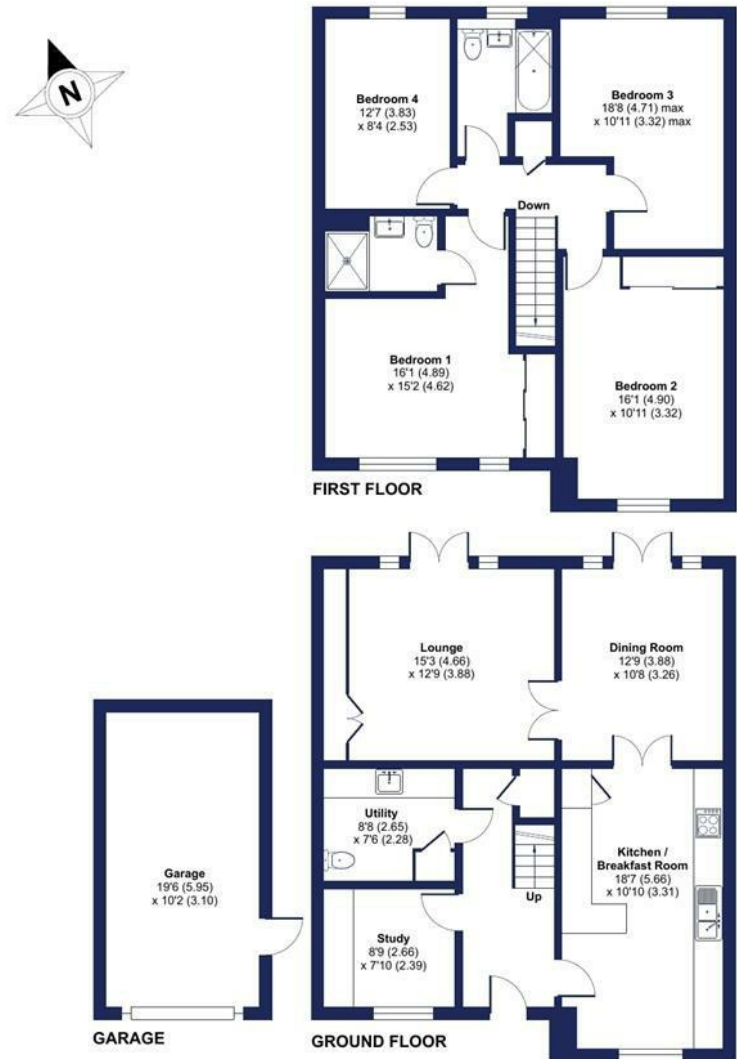 N
Bedroom 4
12'7 (3.83)
x 8'4 (2.53)
Bedroom 3
18'8 (4.71) max
x 10'11 (3.32) max
Down
Bedroom 1
16'1 (4.89)
x 15'2 (4.62)
Bedroom 2
16'1 (4.90)
x 10'11 (3.32)
FIRST FLOOR
Lounge
15'3 (4.66)
x 12'9 (3.88)
Dining Room
12'9 (3.88)
x 10'8 (3.26)
Utility
8'8 (2.65)
x 7'6 (2.28)
Kitchen /
Breakfast Room
18'7 (5.66)
x 10'10 (3.31)
Garage
19'6 (5.95)
x 10'2 (3.10)
Up
Study
8'9 (2.66)
x 7'10 (2.39)
GARAGE
GROUND FLOOR